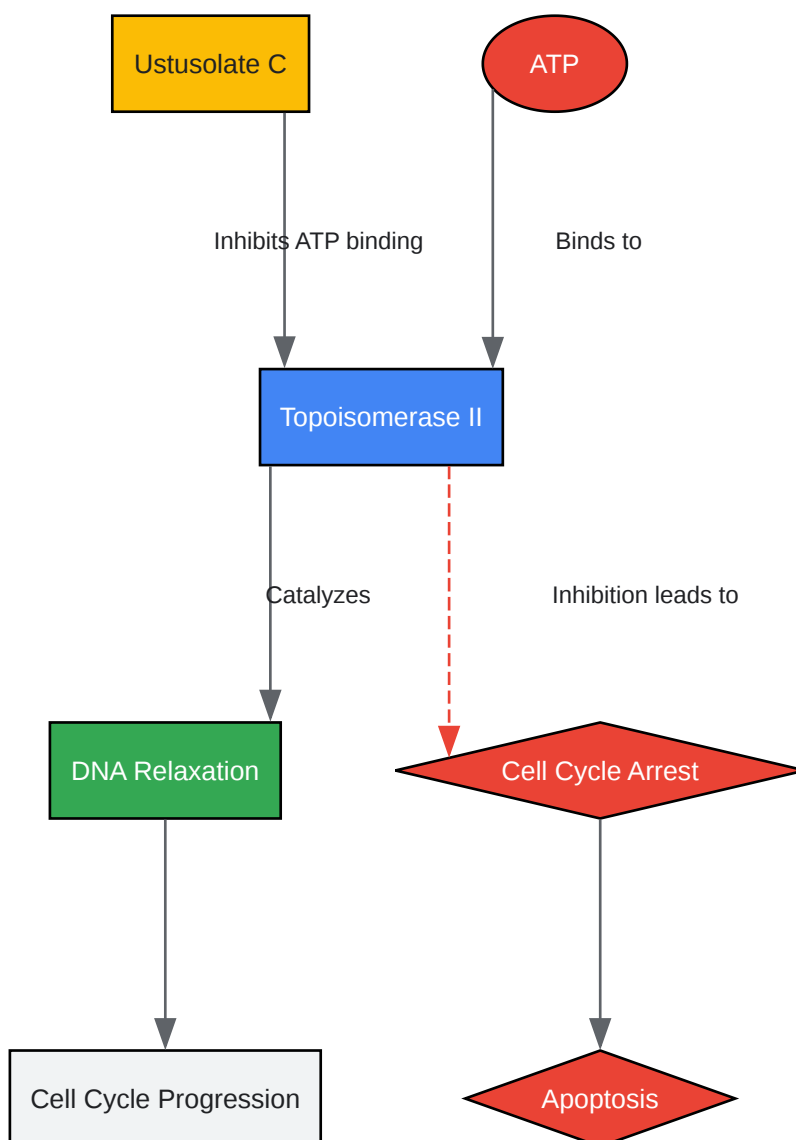 Ustusolate C
ATP
Inhibits ATP binding
Binds to
Topoisomerase II
Catalyzes
Inhibition leads to
DNA Relaxation
Cell Cycle Arrest
Cell Cycle Progression
Apoptosis